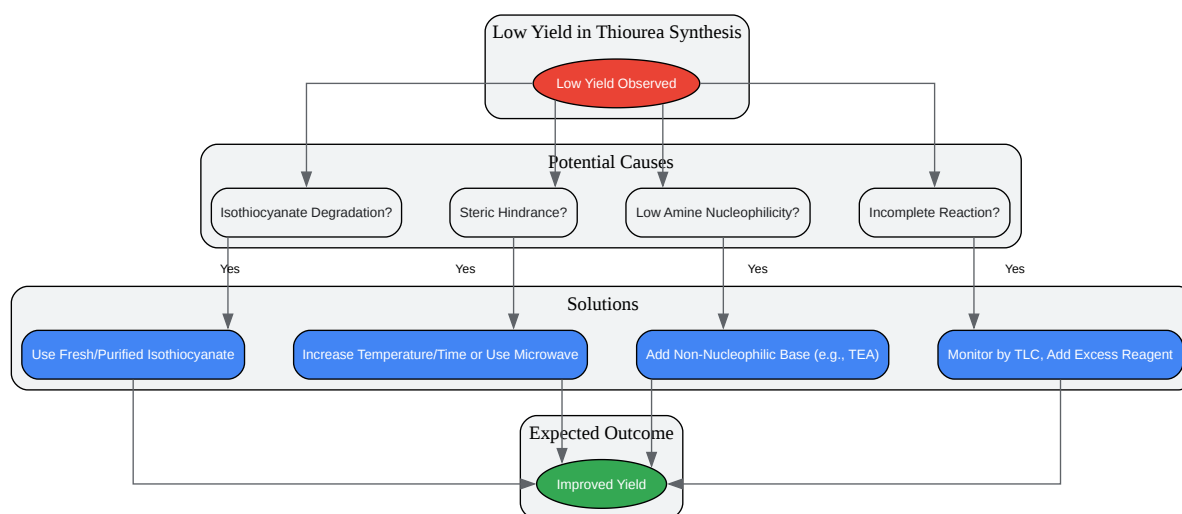 Low Yield in Thiourea Synthesis
Low Yield Observed
Potential Causes
Isothiocyanate Degradation?
Steric Hindrance?
Low Amine Nucleophilicity?
Incomplete Reaction?
Yes
Yes
Yes
Yes
Solutions
Use Fresh/Purified Isothiocyanate
Increase Temperature/Time or Use Microwave
Add Non-Nucleophilic Base (e.g., TEA)
Monitor by TLC, Add Excess Reagent
Expected Outcome
Improved Yield